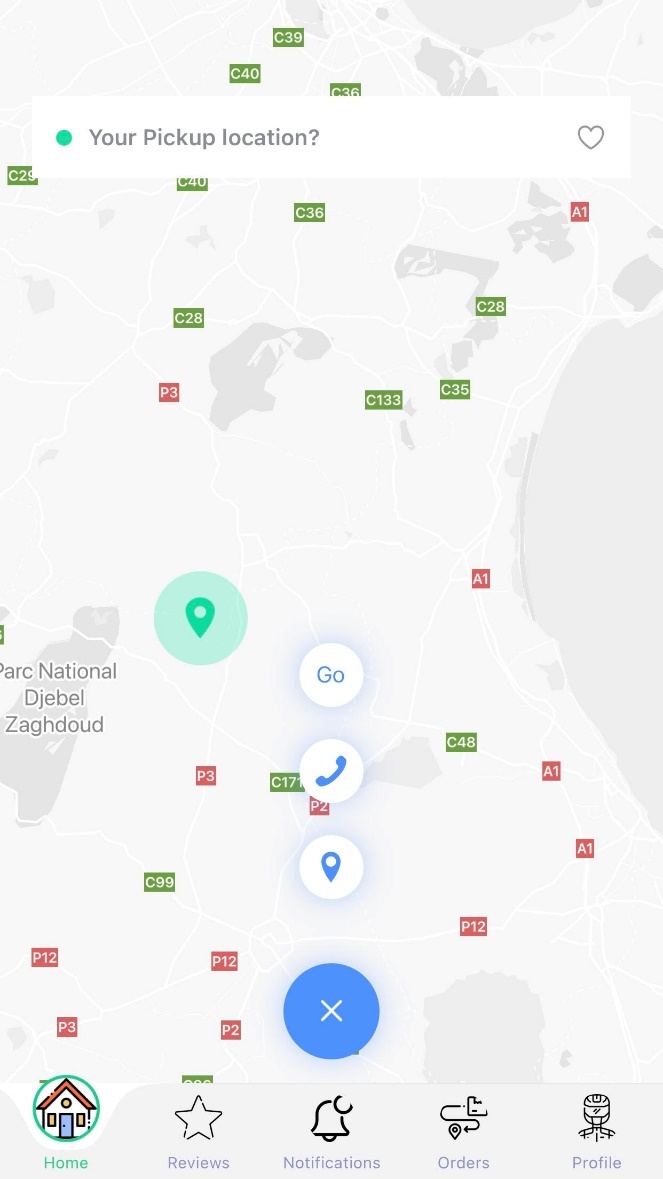 C39
C40
C36
Your Pickup location?
C29
C40
C36
A1
C28
C28
P3
C133
C35
A1
Parc National
Djebel
Zaghdoud
Go
C48
P3
C171
A1
P2
A1
C99
P12
P12
P12
P3
P2
Home
Reviews
Notifications
Orders
Profile